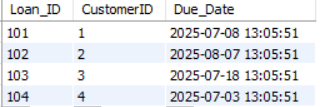 Loan_ID CustomerID Due_Date
101 1 2025-07-08 13:05:51
102 2 2025-08-07 13:05:51
103 3 2025-07-18 13:05:51
104 4 2025-07-03 13:05:51